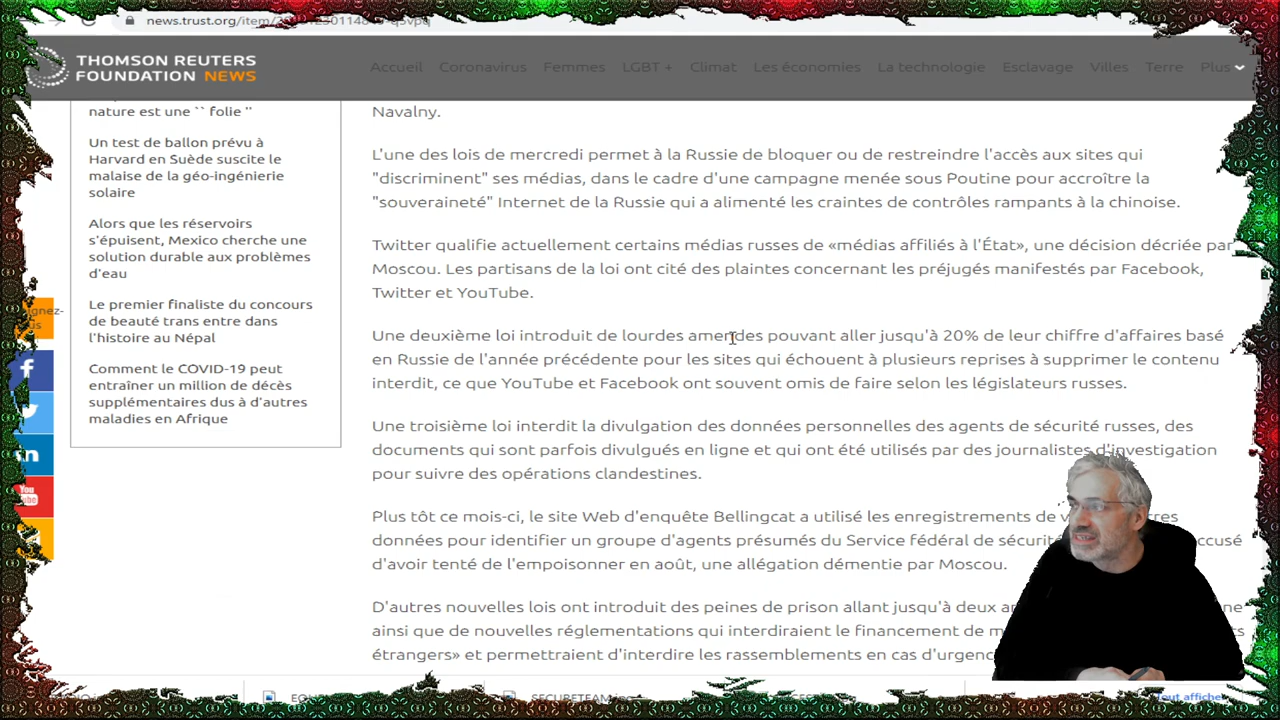 news.trust.org/item/
THOMSON REUTERS
FOUNDATION NEWS
Accueil Coronavirus Femmes LGBT + Climat Les économies La technologie Esclavage Villes Terre Plus
nature est une `` folie ''
Un test de ballon prévu à
Harvard en Suède suscite le
malaise de la géo-ingénierie
solaire
Alors que les réservoirs
s'épuisent, Mexico cherche une
solution durable aux problèmes
d'eau
Le premier finaliste du concours
de beauté trans entre dans
l'histoire au Népal
Comment le COVID-19 peut
entraîner un million de décès
supplémentaires dus à d'autres
maladies en Afrique
You
Navalny.
L'une des lois de mercredi permet à la Russie de bloquer ou de restreindre l'accès aux sites qui
"discriminent" ses médias, dans le cadre d'une campagne menée sous Poutine pour accroître la
"souveraineté" Internet de la Russie qui a alimenté les craintes de contrôles rampants à la chinoise.
Twitter qualifie actuellement certains médias russes de «médias affiliés à l'État», une décision décriée par
Moscou. Les partisans de la loi ont cité des plaintes concernant les préjugés manifestés par Facebook,
Twitter et YouTube.
Une deuxième loi introduit de lourdes amendes pouvant aller jusqu'à 20% de leur chiffre d'affaires basé
en Russie de l'année précédente pour les sites qui échouent à plusieurs reprises à supprimer le contenu
interdit, ce que YouTube et Facebook ont souvent omis de faire selon les législateurs russes.
Une troisième loi interdit la divulgation des données personnelles des agents de sécurité russes, des
documents qui sont parfois divulgués en ligne et qui ont été utilisés par des journalistes d'investigation
pour suivre des opérations clandestines.
Plus tôt ce mois-ci, le site Web d'enquête Bellingcat a utilisé les enregistrements de
données pour identifier un groupe d'agents présumés du Service fédéral de
d'avoir tenté de l'empoisonner en août, une allégation démentie par Moscou.
D'autres nouvelles lois ont introduit des peines de prison allant jusqu'à deux
ainsi que de nouvelles réglementations qui interdiraient le financement de
étrangers» et permettraient d'interdire les rassemblements en cas